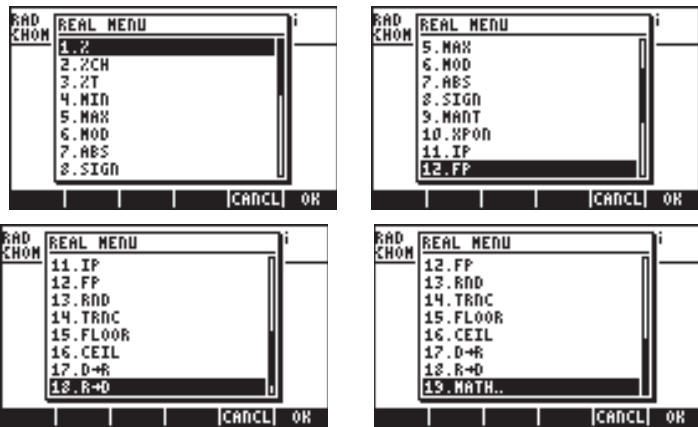 RAD
CHOM
REAL MENU
i
1.%
2.%CH
3.%T
4.MIN
5.MAX
6.MOD
7.ABS
8.SIGN
CANCL OK
RAD
CHOM
REAL MENU
i
5.MAX
6.MOD
7.ABS
8.SIGN
9.MANT
10.XPON
11.IP
12.FP
CANCL OK
RAD
CHOM
REAL MENU
i
11.IP
12.FP
13.RND
14.TRNC
15.FLOOR
16.CEIL
17.D→R
18.R→D
CANCL OK
RAD
CHOM
REAL MENU
i
12.FP
13.RND
14.TRNC
15.FLOOR
16.CEIL
17.D→R
18.R→D
19.MATH..
CANCL OK